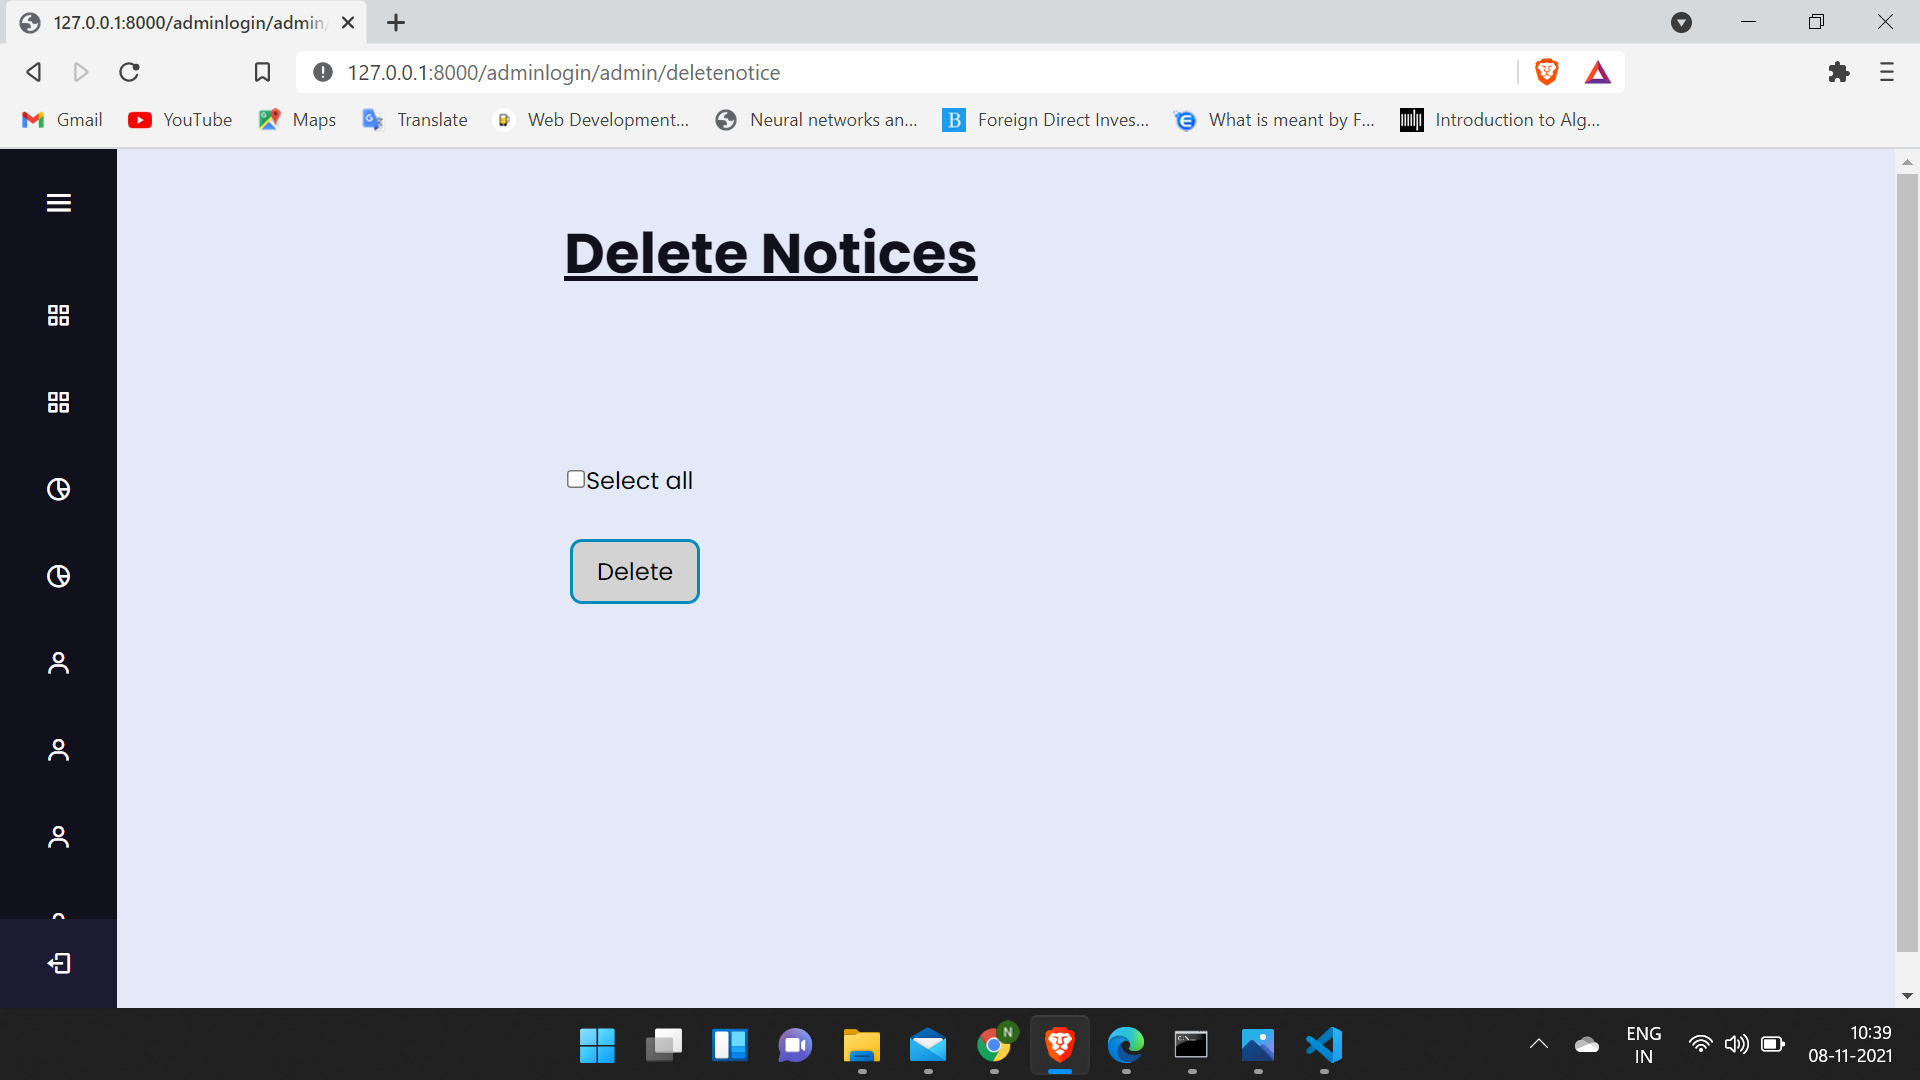 127.0.0.1:8000/adminlogin/admin/
127.0.0.1:8000/adminlogin/admin/deletenotice
Gmail YouTube Maps Translate Web Development... Neural networks an... B Foreign Direct Inves... What is meant by F... Introduction to Alg...
Delete Notices
Select all
Delete
N
ENG
IN
10:39
08-11-2021